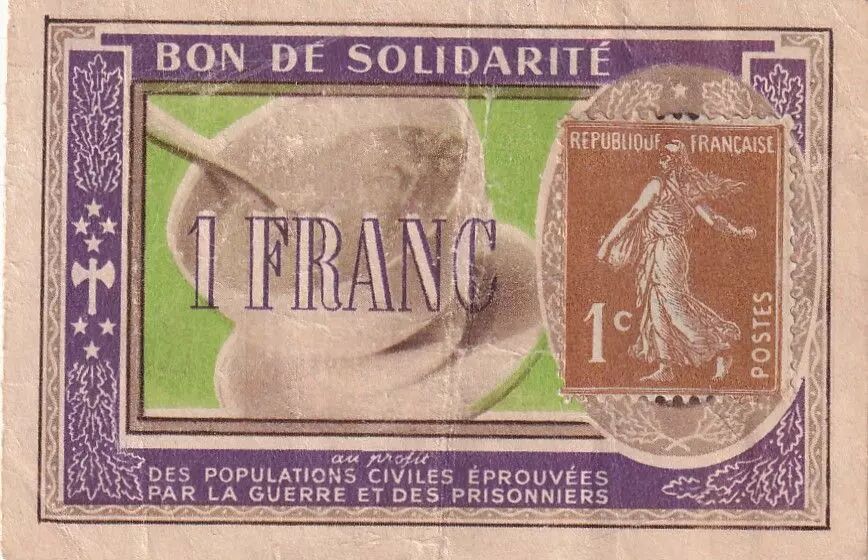 BON DE SOLIDARITÉ
RÉPUBLIQUE FRANÇAISE
1 FRANC
1c
POSTES
au profit
DES POPULATIONS CIVILES ÉPROUVÉES
PAR LA GUERRE ET DES PRISONNIERS